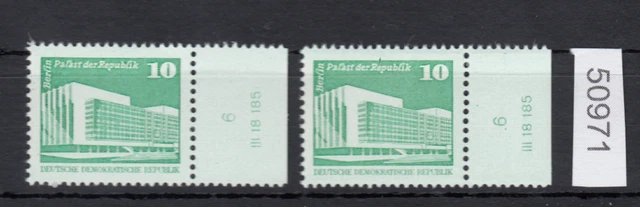 Berlin
Palast der Republik
10
DEUTSCHE DEMOKRATISCHE REPUBLIK
6
III 18 185
Berlin
Palast der Republik
10
DEUTSCHE DEMOKRATISCHE REPUBLIK
6
III 18 185
50971